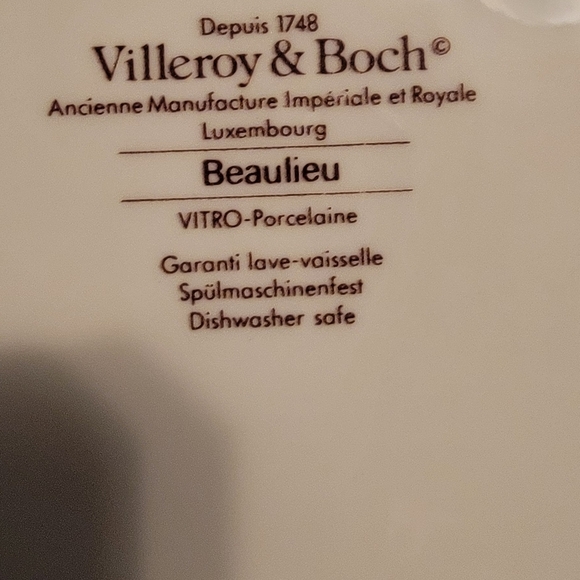 Depuis 1748
Villeroy & Boch©
Ancienne Manufacture Impériale et Royale
Luxembourg
Beaulieu
VITRO-Porcelaine
Garanti lave-vaisselle
Spülmaschinenfest
Dishwasher safe